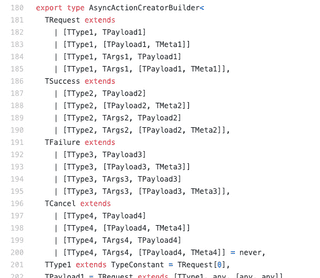 180 export type AsyncActionCreatorBuilder<
181 TRequest extends
182 | [TType1, TPayload1]
183 | [TType1, [TPayload1, TMeta1]]
184 | [TType1, TArgs1, TPayload1]
185 | [TType1, TArgs1, [TPayload1, TMeta1]],
186 TSuccess extends
187 | [TType2, TPayload2]
188 | [TType2, [TPayload2, TMeta2]]
189 | [TType2, TArgs2, TPayload2]
190 | [TType2, TArgs2, [TPayload2, TMeta2]],
191 TFailure extends
192 | [TType3, TPayload3]
193 | [TType3, [TPayload3, TMeta3]]
194 | [TType3, TArgs3, TPayload3]
195 | [TType3, TArgs3, [TPayload3, TMeta3]],
196 TCancel extends
197 | [TType4, TPayload4]
198 | [TType4, [TPayload4, TMeta4]]
199 | [TType4, TArgs4, TPayload4]
200 | [TType4, TArgs4, [TPayload4, TMeta4]] = never,
201 TType1 extends TypeConstant = TRequest[0],
202 TPayload1 = TRequest extends [TType1, any, [any, any]]